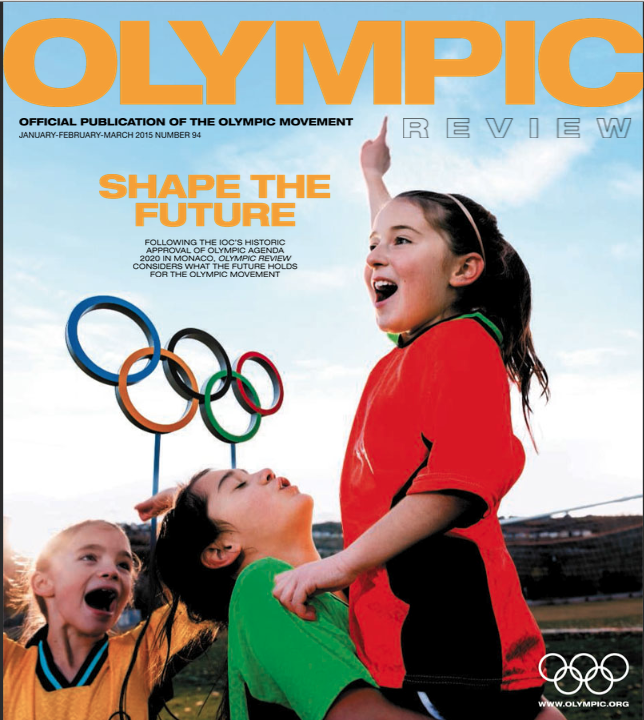 OLYMPIC
OFFICIAL PUBLICATION OF THE OLYMPIC MOVEMENT
REVIEW
JANUARY-FEBRUARY-MARCH 2015 NUMBER 94
SHAPE THE
FUTURE
FOLLOWING THE IOC'S HISTORIC
APPROVAL OF OLYMPIC AGENDA
2020 IN MONACO, OLYMPIC REVIEW
CONSIDERS WHAT THE FUTURE HOLDS
FOR THE OLYMPIC MOVEMENT
WWW.OLYMPIC.ORG